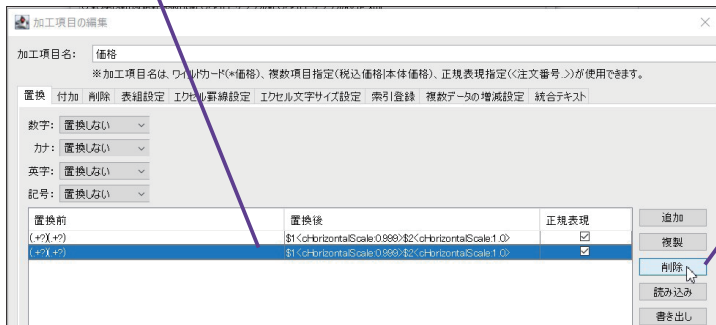 加工項目の編集
加工項目名: 価格
※加工項目名は、ワイルドカード(*価格)、複数項目指定(税込価格|本体価格)、正規表現指定(<注文番号.>)が使用できます。
置換 付加 削除 表組設定 エクセル罫線設定 エクセル文字サイズ設定 索引登録 複数データの増減設定 統合テキスト
数字: 置換しない
カナ: 置換しない
英字: 置換しない
記号: 置換しない
置換前 置換後 正規表現 追加
(.+?)(.+?) $1<cHorizontalScale:0.999>$2<cHorizontalScale:1.0>
複製
(.+?)(.+?) $1<cHorizontalScale:0.999>$2<cHorizontalScale:1.0>
削除
読み込み
書き出し